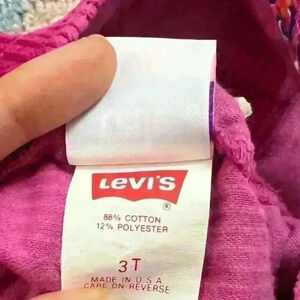 Levi's
®
88% COTTON
12% POLYESTER
3T
MADE IN U.S.A
CARE ON REVERSE